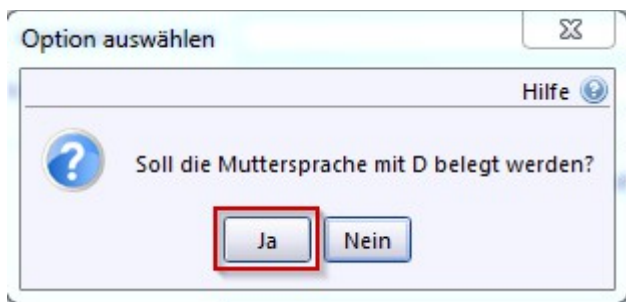 Option auswählen
Hilfe
Soll die Muttersprache mit D belegt werden?
Ja Nein